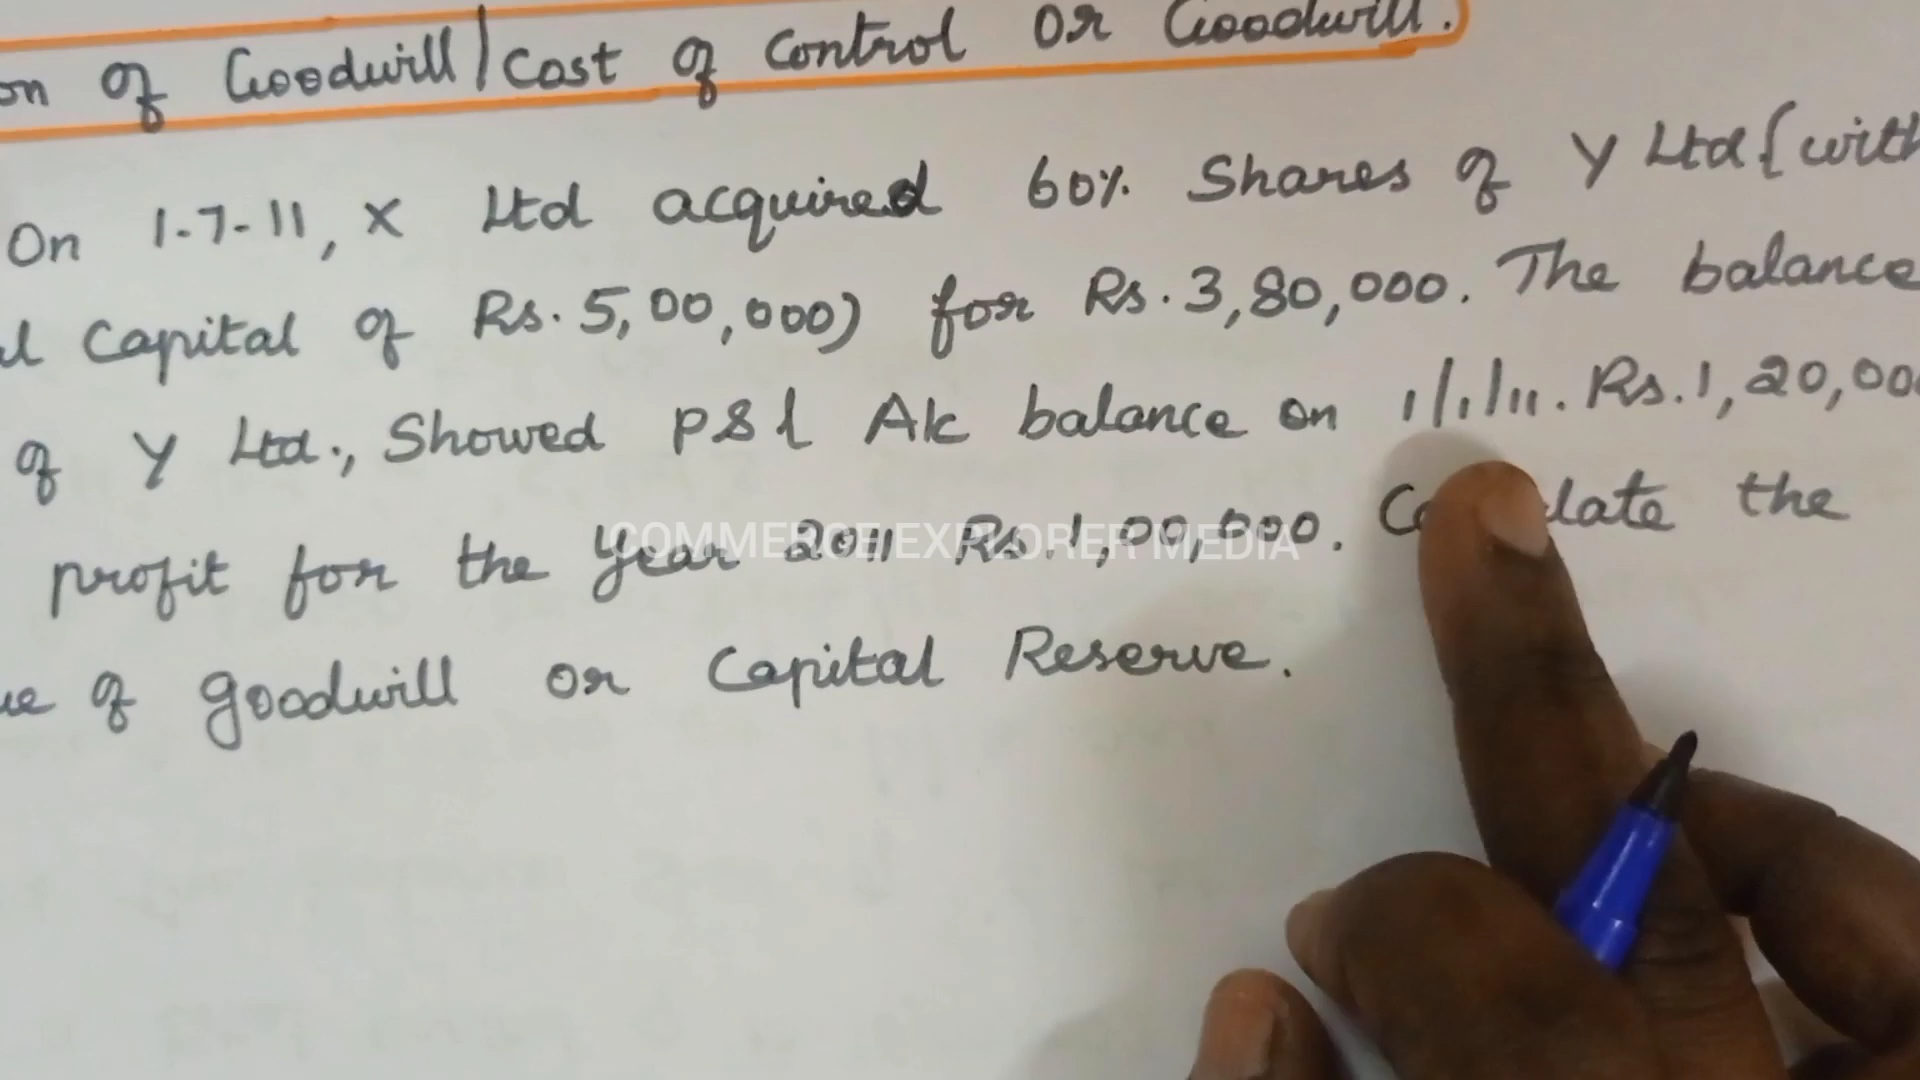 of Goodwill/Cost of Control or Goodwill.
On 1-7-11, X Ltd acquired 60% Shares of Y Ltd (with
Capital of Rs. 5,00,000) for Rs. 3,80,000. The balance
of Y Ltd., Showed P&l A/c balance on 1/1/11. Rs. 1,20,00
profit for the year 2011 Rs. 1,00,000. the
COMMERCE EXPLORER MEDIA
of goodwill or Capital Reserve.